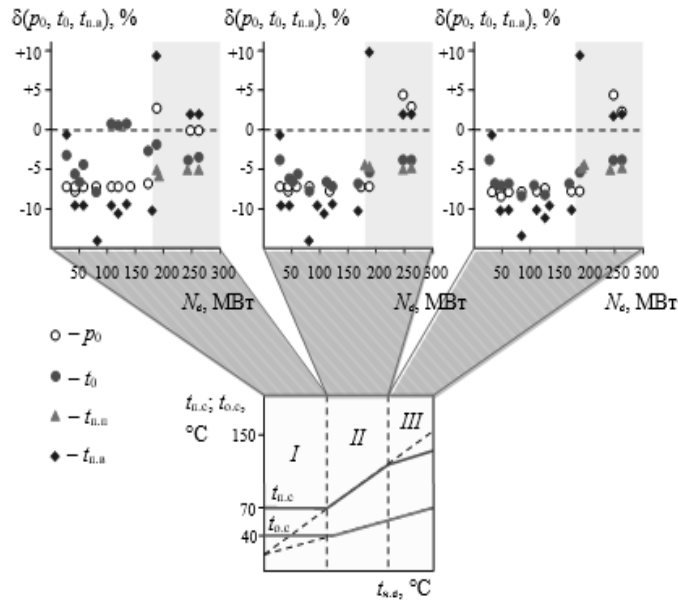 δ(p₀, t₀, tп.в), % δ(p₀, t₀, tп.в), % δ(p₀, t₀, tп.в), %
+10 +10 +10
+5 +5 +5
0 0 0
-5 -5 -5
-10 -10 -10
50 100 150 200 250 300 50 100 150 200 250 300 50 100 150 200 250 300
Nэ, МВт Nэ, МВт Nэ, МВт
– p₀
– t₀
– tп.п
– tп.в
tп.с; tо.с,
°C
150
I II III
tп.с
70
tо.с
40
tн.в, °C